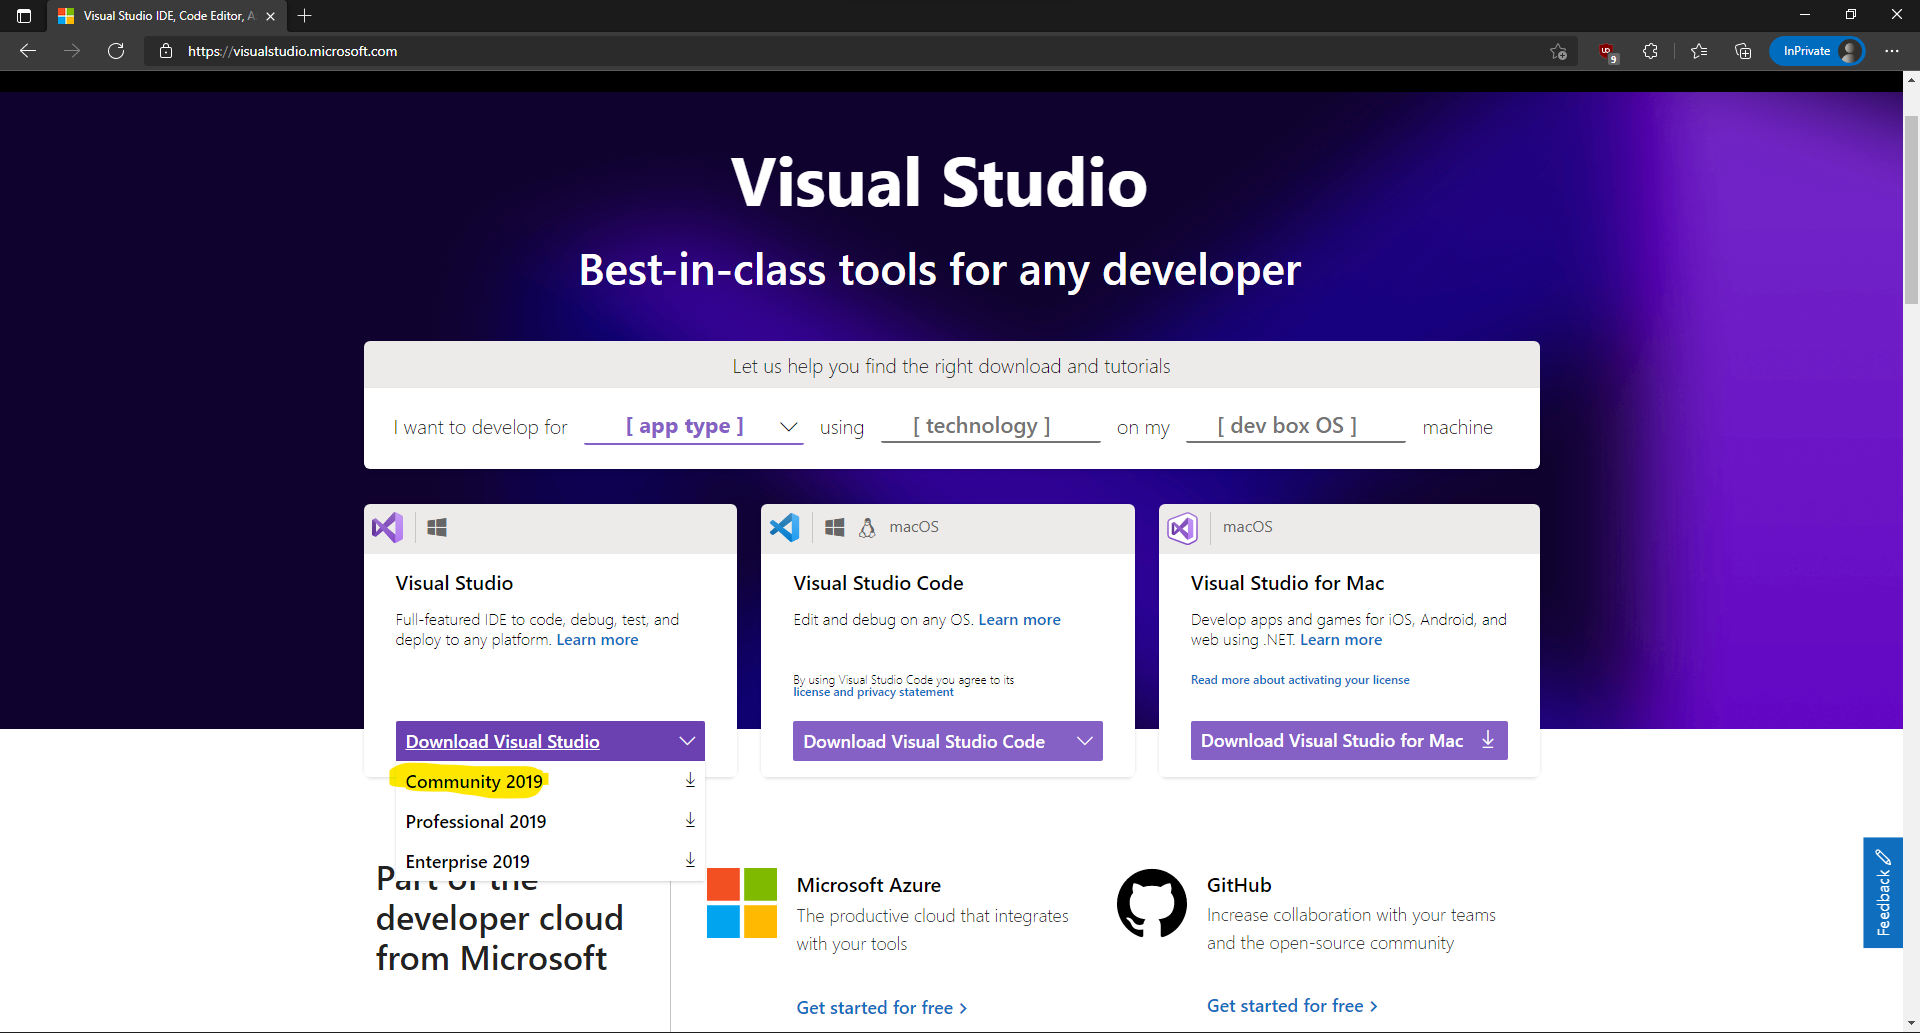 Visual Studio IDE, Code Editor, A
https://visualstudio.microsoft.com
9
InPrivate
Visual Studio
Best-in-class tools for any developer
Let us help you find the right download and tutorials
I want to develop for [ app type ] using [ technology ] on my [ dev box OS ] machine
Visual Studio
Full-featured IDE to code, debug, test, and
deploy to any platform. Learn more
Download Visual Studio
Community 2019
Professional 2019
Enterprise 2019
macOS
Visual Studio Code
Edit and debug on any OS. Learn more
By using Visual Studio Code you agree to its
license and privacy statement
Download Visual Studio Code
macOS
Visual Studio for Mac
Develop apps and games for iOS, Android, and
web using .NET. Learn more
Read more about activating your license
Download Visual Studio for Mac
Part of the
developer cloud
from Microsoft
Microsoft Azure
The productive cloud that integrates
with your tools
Get started for free
GitHub
Increase collaboration with your teams
and the open-source community
Get started for free
Feedback